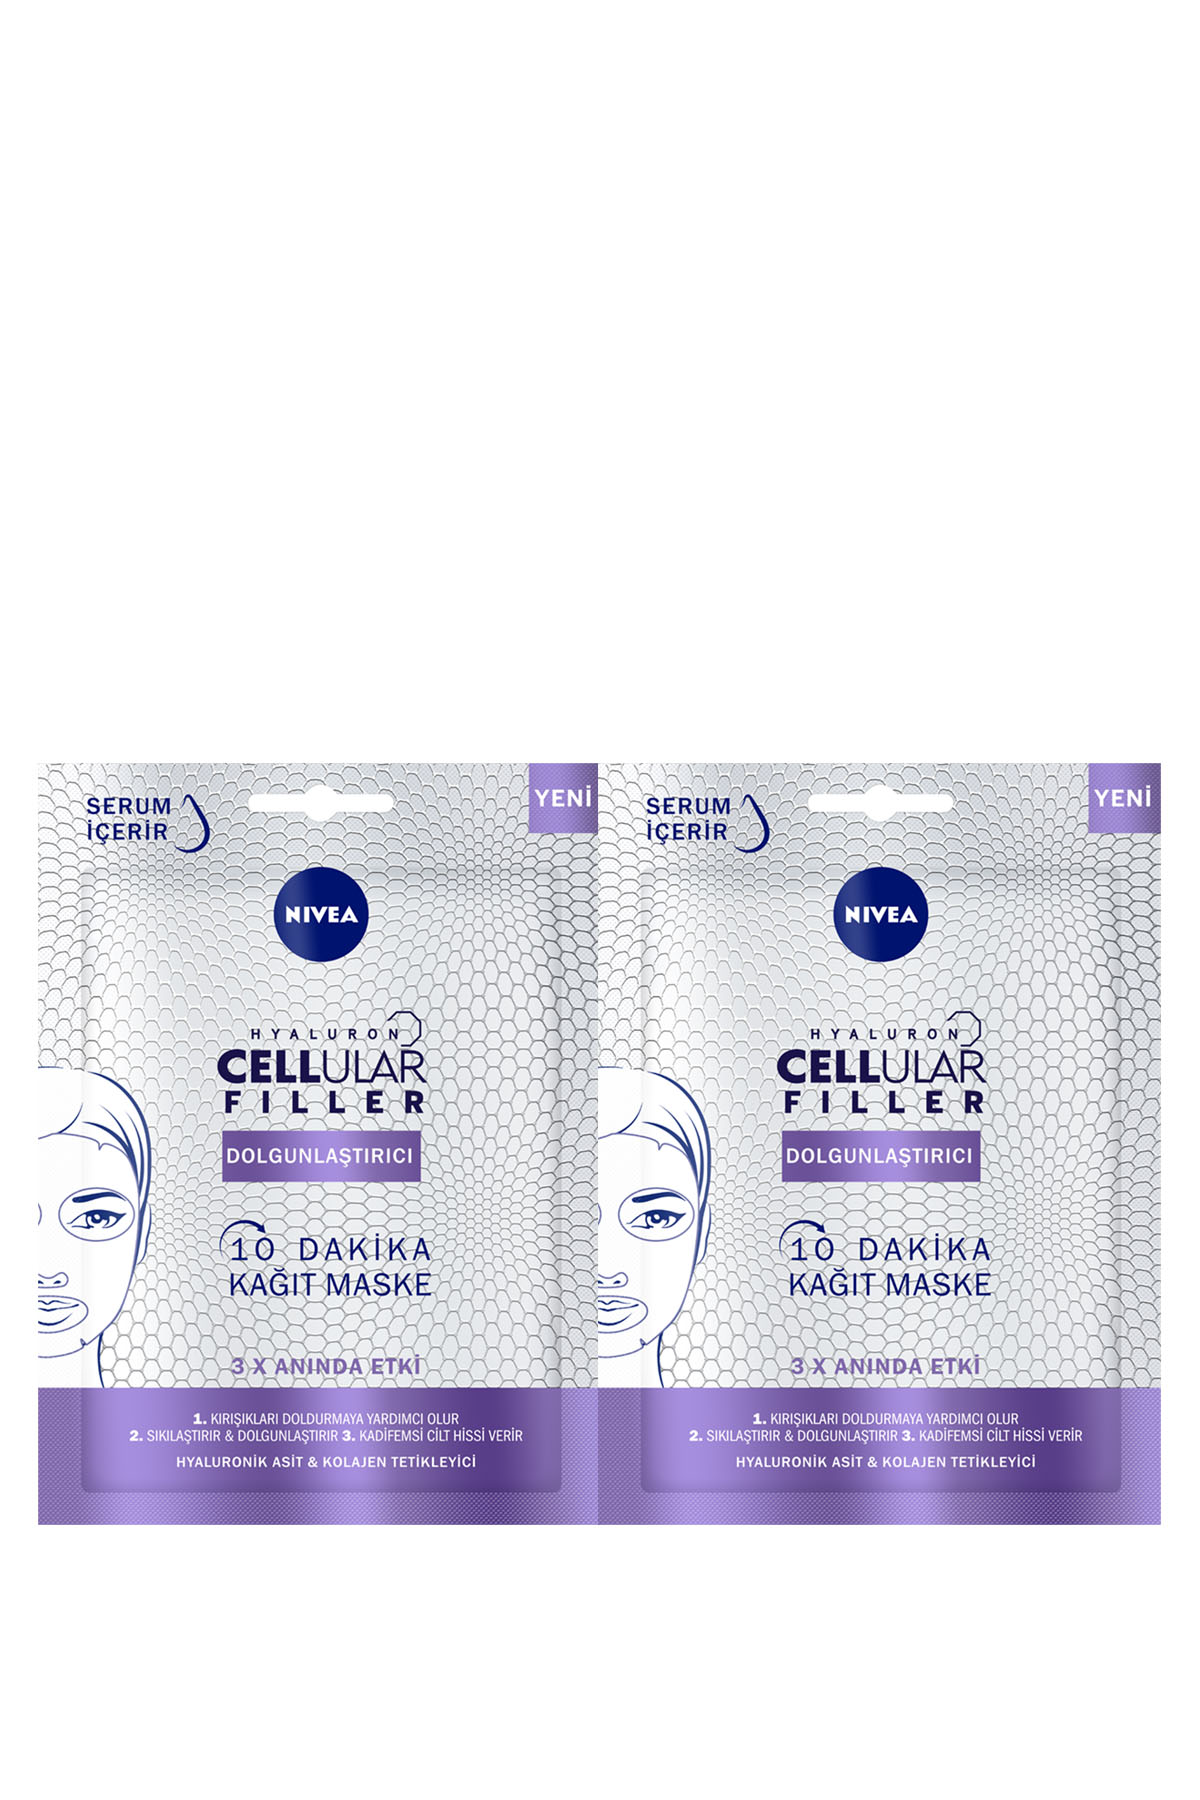 SERUM
İÇERİR
YENİ
NIVEA
HYALURON
CELLULAR
FILLER
DOLGUNLAŞTIRICI
10 DAKİKA
KAĞIT MASKE
3 X ANINDA ETKİ
1. KIRIŞIKLARI DOLDURMAYA YARDIMCI OLUR
2. SIKILAŞTIRIR & DOLGUNLAŞTIRIR 3. KADİFEMSİ CİLT HİSSİ VERİR
HYALURONİK ASİT & KOLAJEN TETİKLEYİCİ
SERUM
İÇERİR
YENİ
NIVEA
HYALURON
CELLULAR
FILLER
DOLGUNLAŞTIRICI
10 DAKİKA
KAĞIT MASKE
3 X ANINDA ETKİ
1. KIRIŞIKLARI DOLDURMAYA YARDIMCI OLUR
2. SIKILAŞTIRIR & DOLGUNLAŞTIRIR 3. KADİFEMSİ CİLT HİSSİ VERİR
HYALURONİK ASİT & KOLAJEN TETİKLEYİCİ